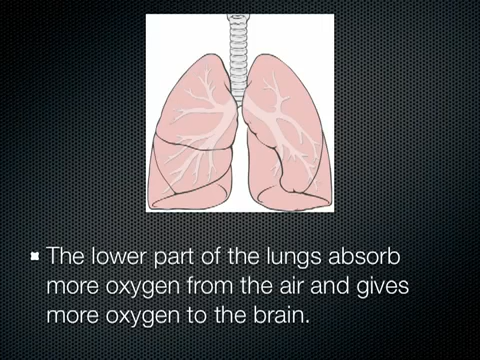 The lower part of the lungs absorb
more oxygen from the air and gives
more oxygen to the brain.